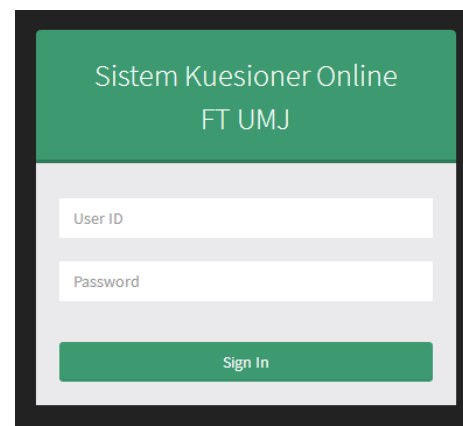 Sistem Kuesioner Online
FT UMJ
User ID
Password
Sign In